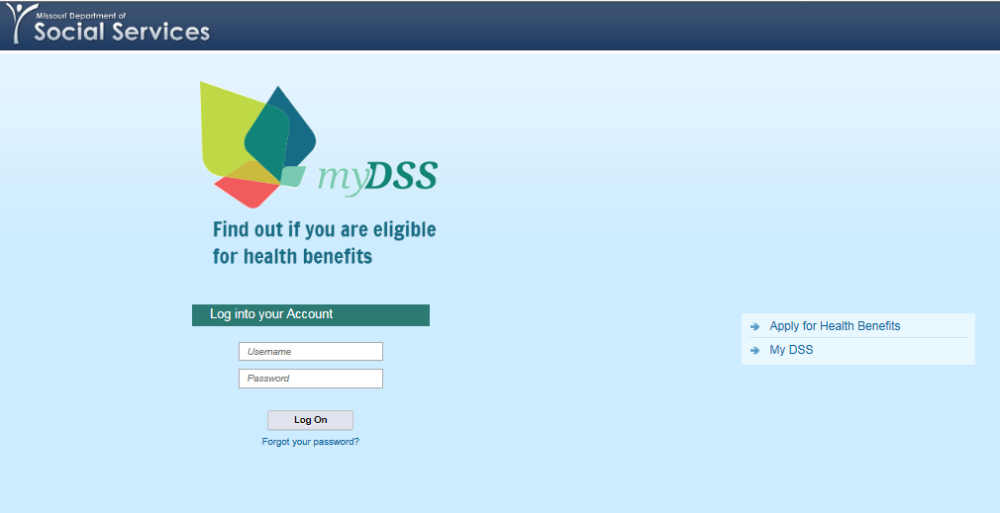 Missouri Department of
Social Services
myDSS
Find out if you are eligible
for health benefits
Log into your Account
Username
Password
Log On
Forgot your password?
Apply for Health Benefits
My DSS